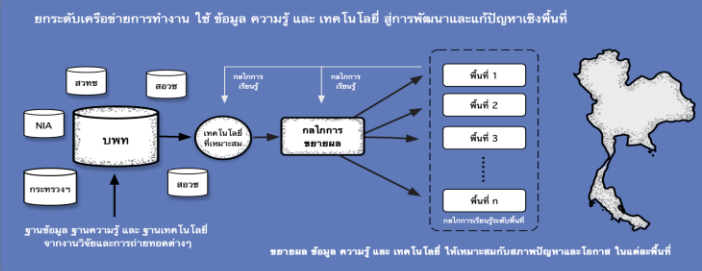 ยกระดับเครือข่ายการทำงาน ใช้ ข้อมูล ความรู้ และ เทคโนโลยี สู่การพัฒนาและแก้ปัญหาเชิงพื้นที่
สวทช
สอวช
NIA
บพท
กระทรวงฯ
สอวช
เทคโนโลยี
ที่เหมาะสม
กลไกการ
เรียนรู้
กลไกการ
เรียนรู้
กลไกการ
ขยายผล
พื้นที่ 1
พื้นที่ 2
พื้นที่ 3
พื้นที่ n
กลไกการเรียนรู้ระดับพื้นที่
ฐานข้อมูล ฐานความรู้ และ ฐานเทคโนโลยี
จากงานวิจัยและการถ่ายทอดต่างๆ
ขยายผล ข้อมูล ความรู้ และ เทคโนโลยี ให้เหมาะสมกับสภาพปัญหาและโอกาส ในแต่ละพื้นที่